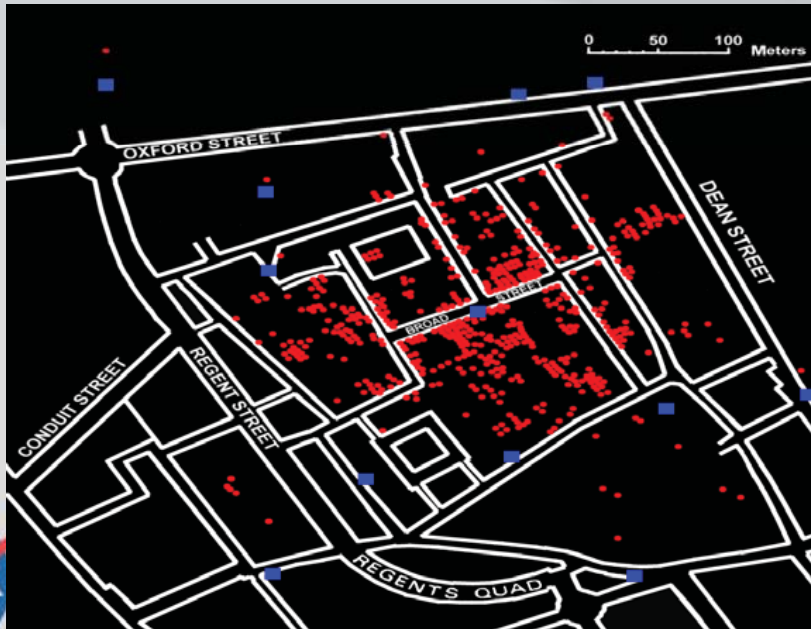 0 50 100
Meters
OXFORD STREET
DEAN STREET
BROAD STREET
CONDUIT STREET
REGENT STREET
REGENTS QUAD